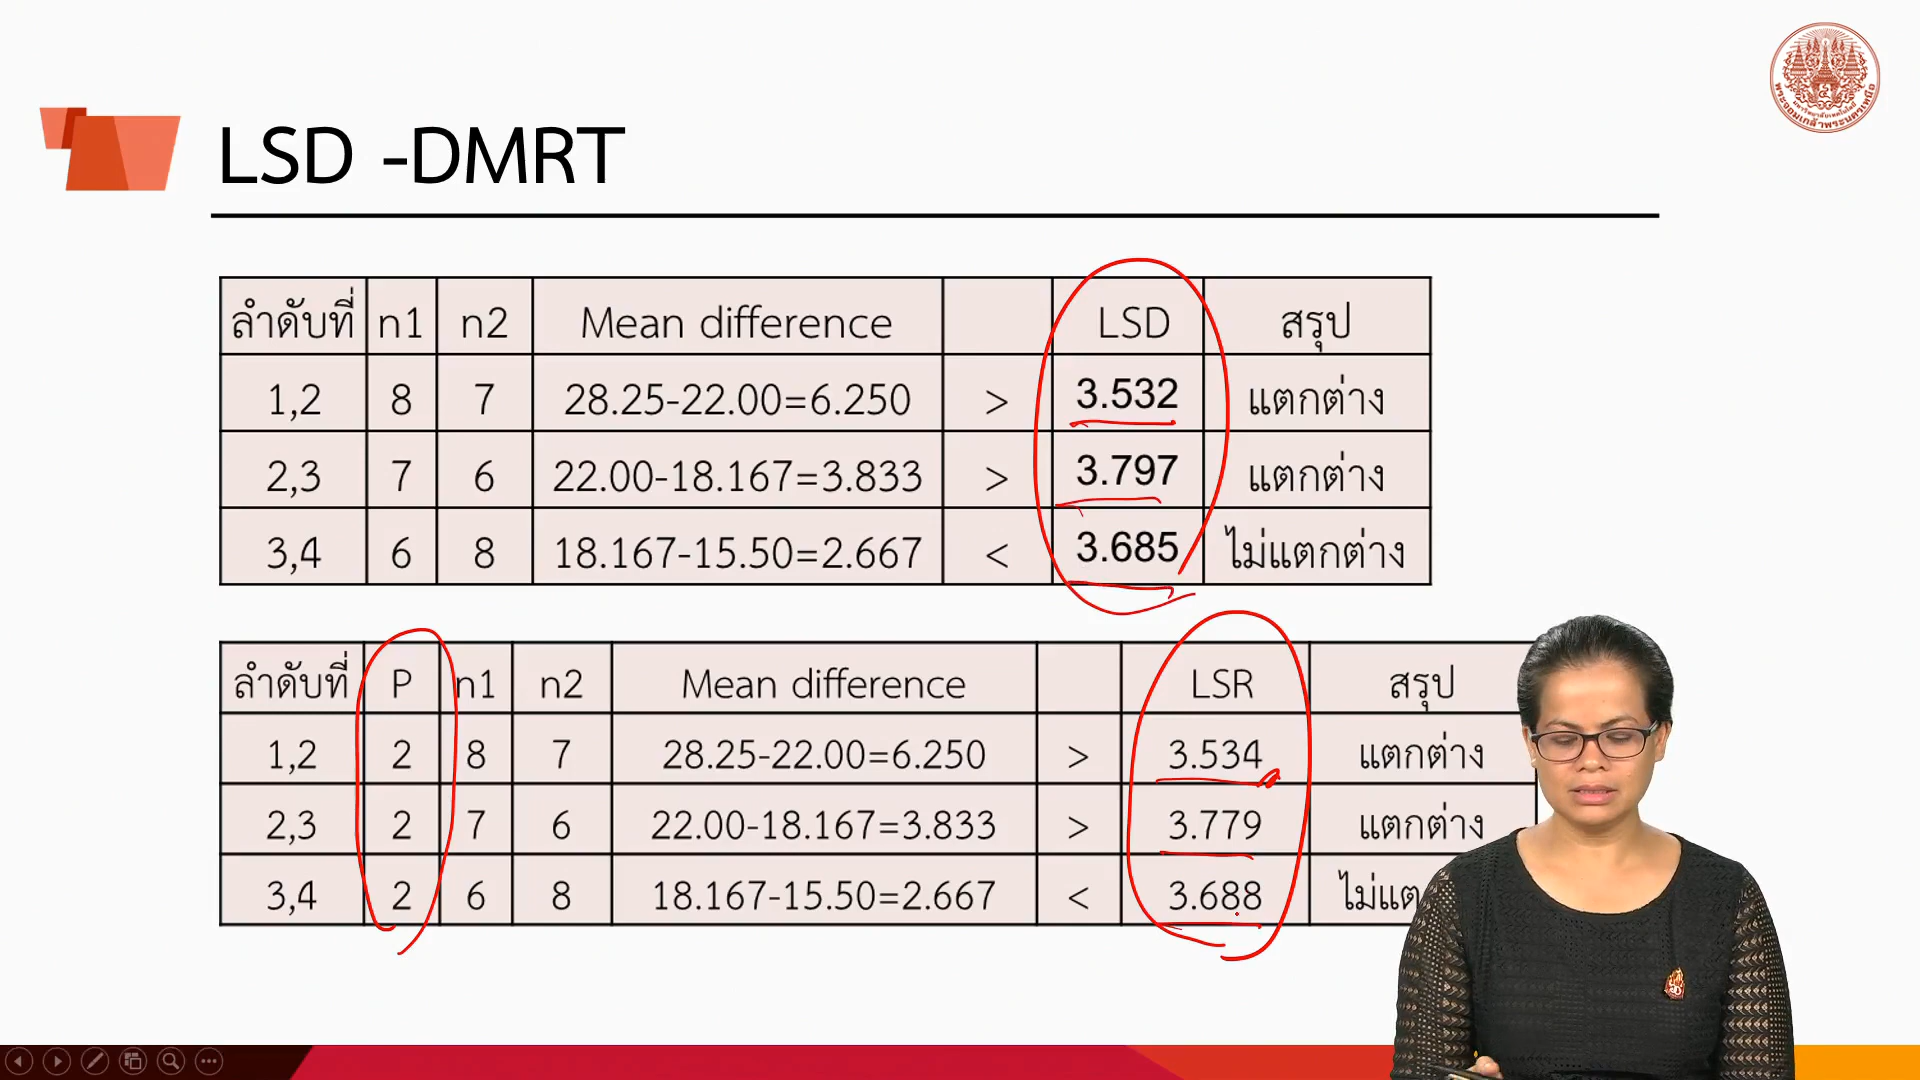 LSD -DMRT
ลำดับที่ n1 n2 Mean difference LSD สรุป
1,2 8 7 28.25-22.00=6.250 > 3.532 แตกต่าง
2,3 7 6 22.00-18.167=3.833 > 3.797 แตกต่าง
3,4 6 8 18.167-15.50=2.667 < 3.685 ไม่แตกต่าง
ลำดับที่ P n1 n2 Mean difference LSR สรุป
1,2 2 8 7 28.25-22.00=6.250 > 3.534 แตกต่าง
2,3 2 7 6 22.00-18.167=3.833 > 3.779 แตกต่าง
3,4 2 6 8 18.167-15.50=2.667 < 3.688